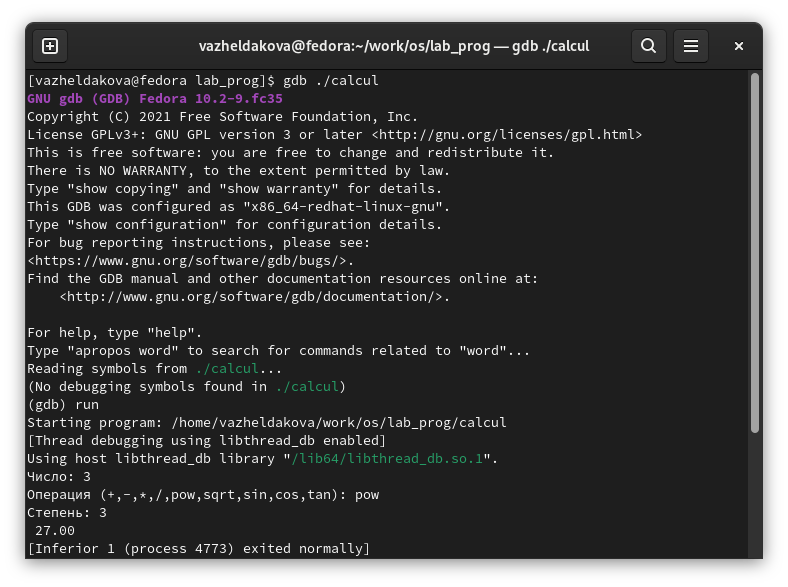 vazheldakova@fedora:~/work/os/lab_prog — gdb ./calcul
[vazheldakova@fedora lab_prog]$ gdb ./calcul
GNU gdb (GDB) Fedora 10.2-9.fc35
Copyright (C) 2021 Free Software Foundation, Inc.
License GPLv3+: GNU GPL version 3 or later <http://gnu.org/licenses/gpl.html>
This is free software: you are free to change and redistribute it.
There is NO WARRANTY, to the extent permitted by law.
Type "show copying" and "show warranty" for details.
This GDB was configured as "x86_64-redhat-linux-gnu".
Type "show configuration" for configuration details.
For bug reporting instructions, please see:
<https://www.gnu.org/software/gdb/bugs/>.
Find the GDB manual and other documentation resources online at:
    <http://www.gnu.org/software/gdb/documentation/>.

For help, type "help".
Type "apropos word" to search for commands related to "word"...
Reading symbols from ./calcul...
(No debugging symbols found in ./calcul)
(gdb) run
Starting program: /home/vazheldakova/work/os/lab_prog/calcul
[Thread debugging using libthread_db enabled]
Using host libthread_db library "/lib64/libthread_db.so.1".
Число: 3
Операция (+,-,*,/,pow,sqrt,sin,cos,tan): pow
Степень: 3
 27.00
[Inferior 1 (process 4773) exited normally]